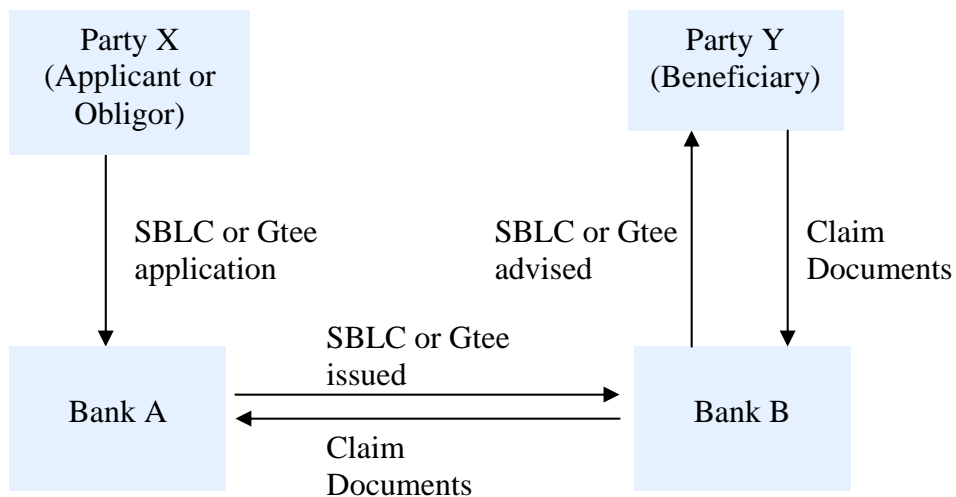 Party X
(Applicant or
Obligor)
Party Y
(Beneficiary)
SBLC or Gtee
application
SBLC or Gtee
advised
Claim
Documents
SBLC or Gtee
issued
Bank A
Bank B
Claim
Documents